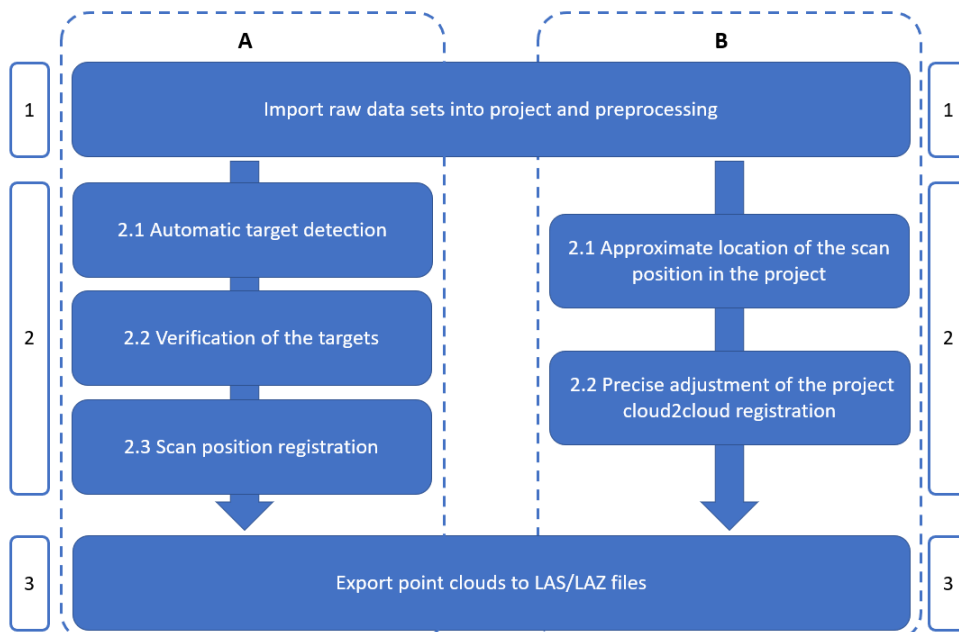 A
B
1
Import raw data sets into project and preprocessing
1
2
2.1 Automatic target detection
2.2 Verification of the targets
2.3 Scan position registration
2.1 Approximate location of the scan
position in the project
2.2 Precise adjustment of the project
cloud2cloud registration
2
3
Export point clouds to LAS/LAZ files
3